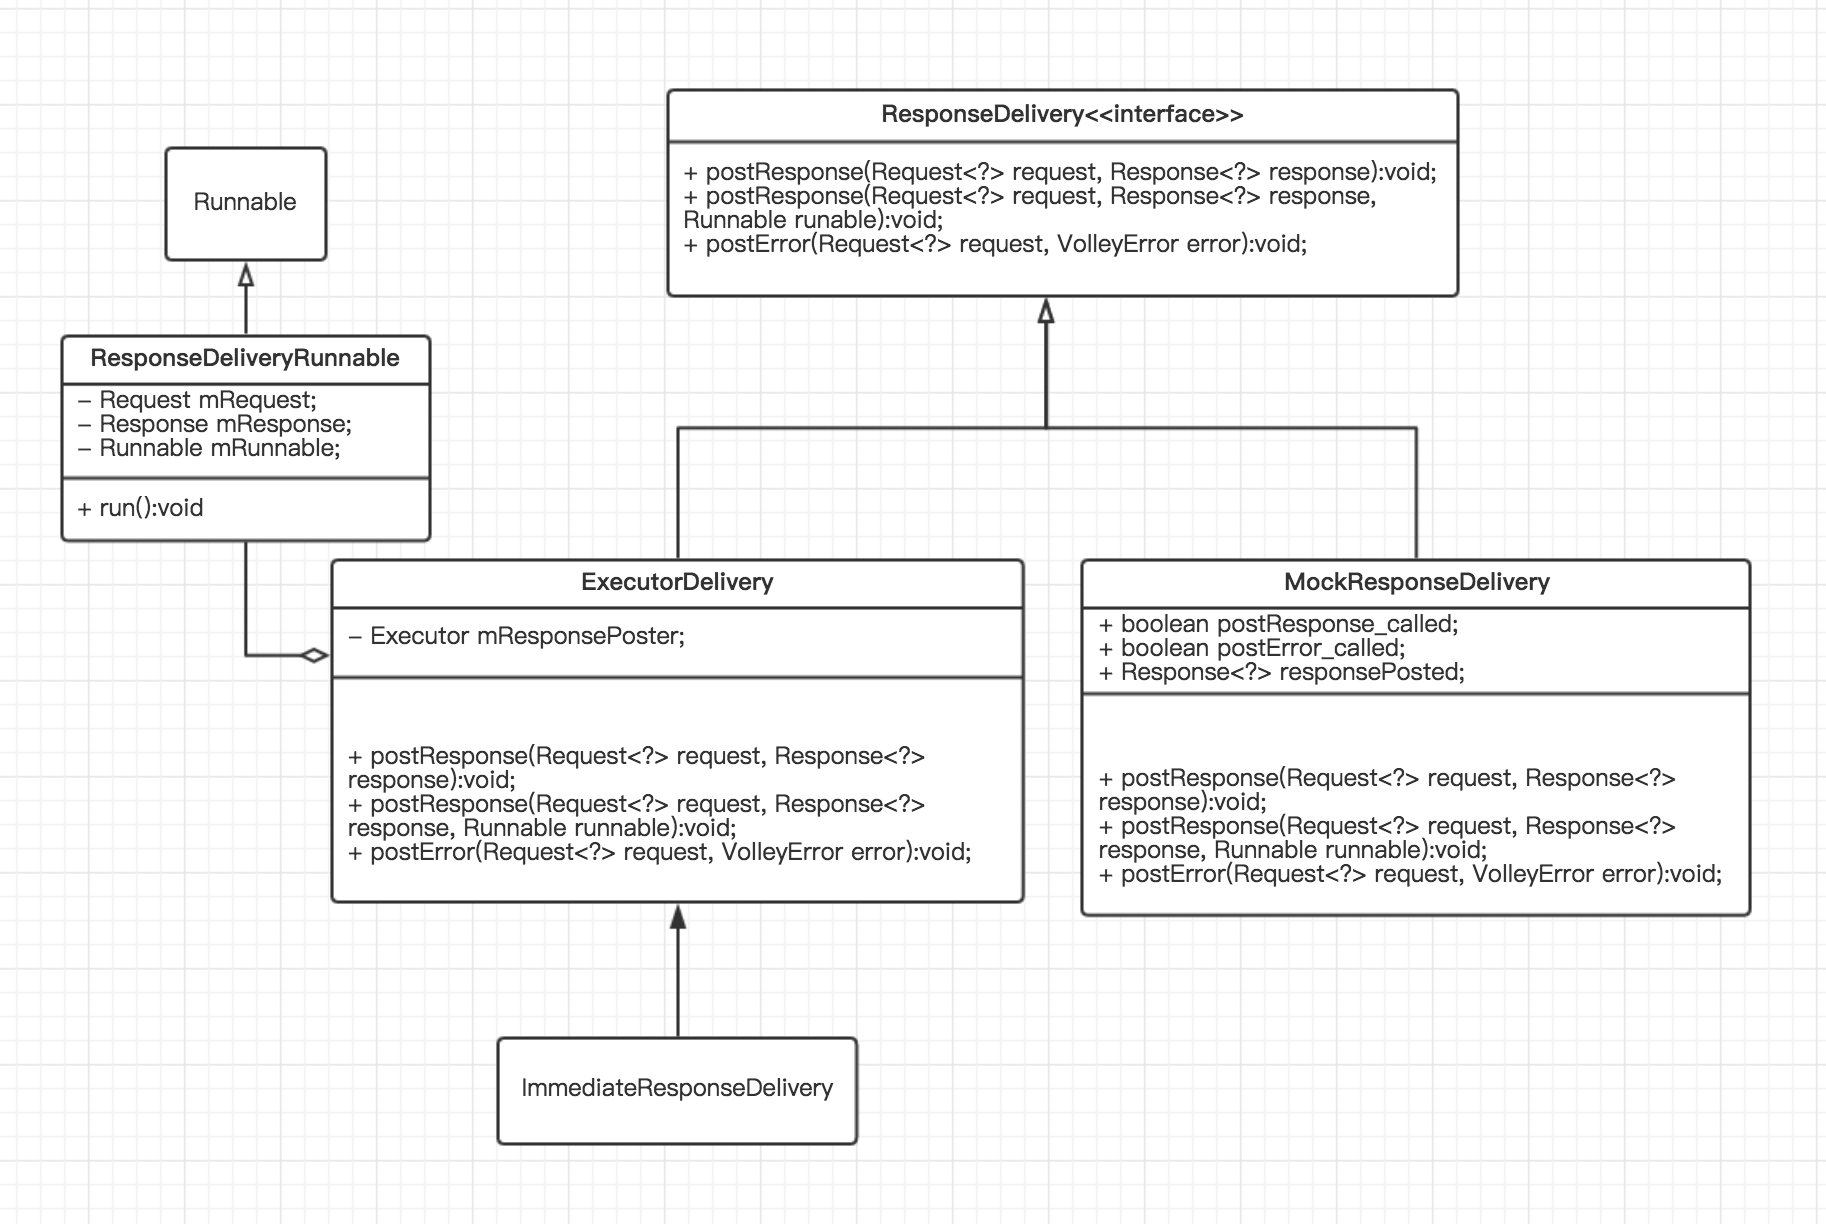 ResponseDelivery<<interface>>
+ postResponse(Request<?> request, Response<?> response):void;
+ postResponse(Request<?> request, Response<?> response,
Runnable runable):void;
+ postError(Request<?> request, VolleyError error):void;
Runnable
ResponseDeliveryRunnable
– Request mRequest;
– Response mResponse;
– Runnable mRunnable;
+ run():void
ExecutorDelivery
– Executor mResponsePoster;
+ postResponse(Request<?> request, Response<?>
response):void;
+ postResponse(Request<?> request, Response<?>
response, Runnable runnable):void;
+ postError(Request<?> request, VolleyError error):void;
MockResponseDelivery
+ boolean postResponse_called;
+ boolean postError_called;
+ Response<?> responsePosted;
+ postResponse(Request<?> request, Response<?>
response):void;
+ postResponse(Request<?> request, Response<?>
response, Runnable runnable):void;
+ postError(Request<?> request, VolleyError error):void;
ImmediateResponseDelivery